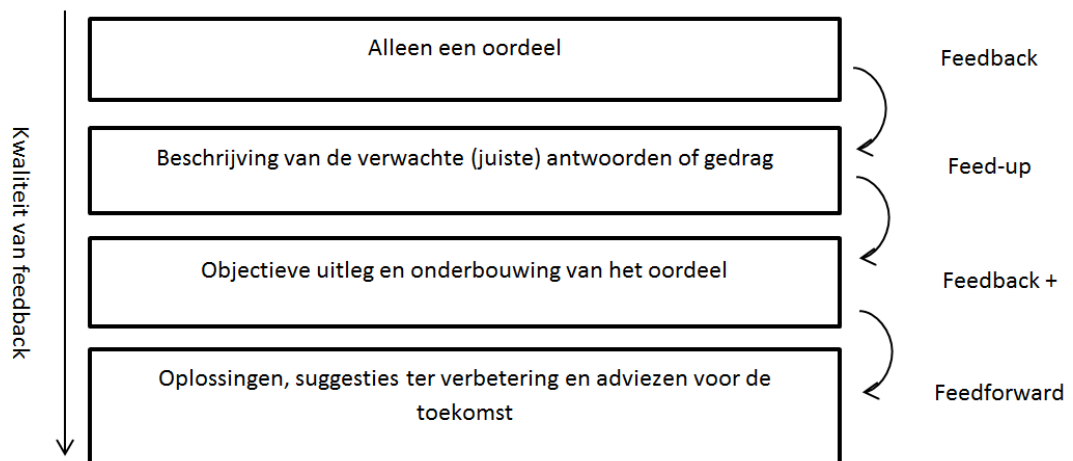 Alleen een oordeel
Feedback
Beschrijving van de verwachte (juiste) antwoorden of gedrag
Feed-up
Objectieve uitleg en onderbouwing van het oordeel
Feedback +
Oplossingen, suggesties ter verbetering en adviezen voor de
toekomst
Feedforward
Kwaliteit van feedback